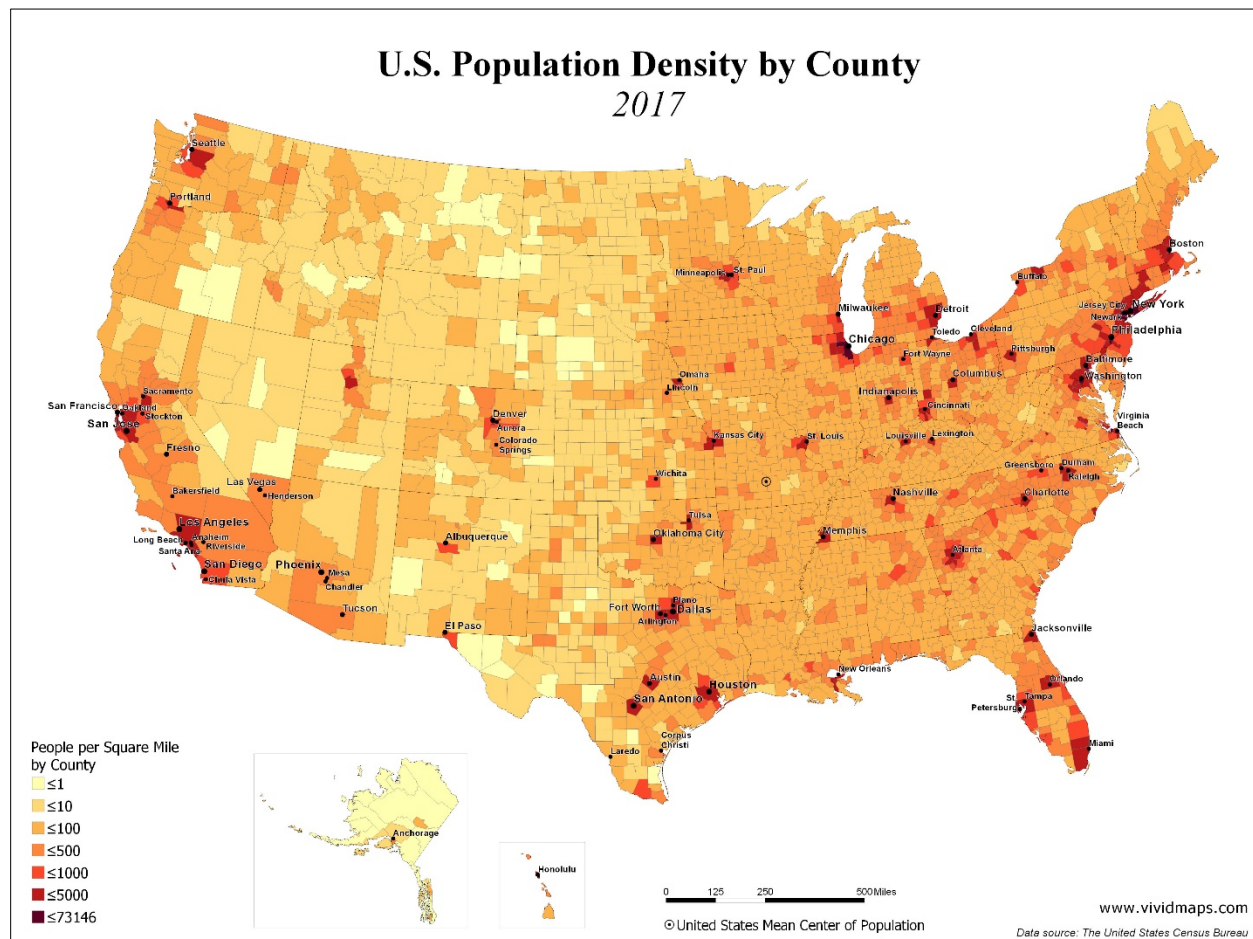 U.S. Population Density by County
2017
Seattle
Portland
Minneapolis
St. Paul
Milwaukee
Chicago
Detroit
Toledo
Cleveland
Buffalo
Boston
Jersey City
New York
Newark
Philadelphia
Pittsburgh
Baltimore
Washington
Fort Wayne
Columbus
Indianapolis
Cincinnati
Omaha
Lincoln
Sacramento
San Francisco
Oakland
Stockton
San Jose
Fresno
Denver
Aurora
Colorado
Springs
Kansas City
St. Louis
Louisville
Lexington
Virginia
Beach
Las Vegas
Henderson
Bakersfield
Wichita
Greensboro
Durham
Raleigh
Nashville
Charlotte
Los Angeles
Long Beach
Anaheim
Riverside
Santa Ana
San Diego
Chula Vista
Albuquerque
Tulsa
Oklahoma City
Memphis
Atlanta
Phoenix
Mesa
Chandler
Tucson
El Paso
Plano
Fort Worth
Dallas
Arlington
Jacksonville
Austin
Houston
San Antonio
New Orleans
Orlando
St.
Petersburg
Tampa
Miami
Corpus
Christi
Laredo
People per Square Mile
by County
≤1
≤10
≤100
≤500
≤1000
≤5000
≤73146
Anchorage
Honolulu
0 125 250 500 Miles
United States Mean Center of Population
www.vividmaps.com
Data source: The United States Census Bureau